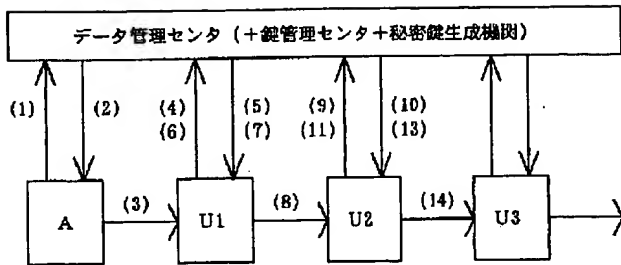 データ管理センタ (+鍵管理センタ+秘密鍵生成機関)
(1) (2) (4) (5) (9) (10)
(6) (7) (11) (13)
A (3) U1 (8) U2 (14) U3